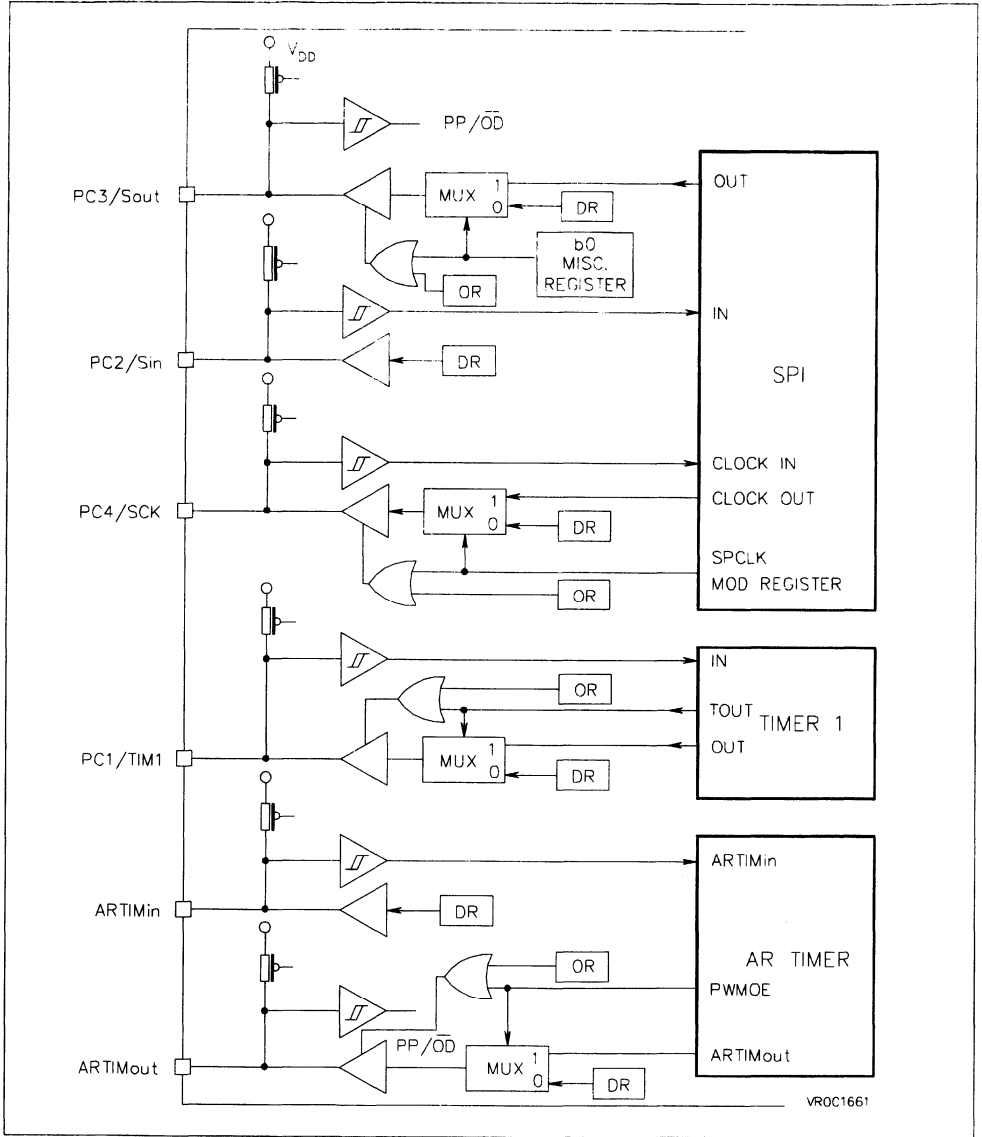 V_DD
PP/O̅D̅
PC3/Sout
MUX 1 0
DR
OUT
b0 MISC. REGISTER
OR
IN
PC2/Sin
DR
SPI
CLOCK IN
PC4/SCK
MUX 1 0
CLOCK OUT
DR
SPCLK
MOD REGISTER
OR
IN
OR
TOUT
TIMER 1
PC1/TIM1
MUX 1 0
OUT
DR
ARTIMin
ARTIMin
DR
OR
AR TIMER
PWMOE
PP/O̅D̅
ARTIMout
MUX 1 0
ARTIMout
DR
VR0C1661